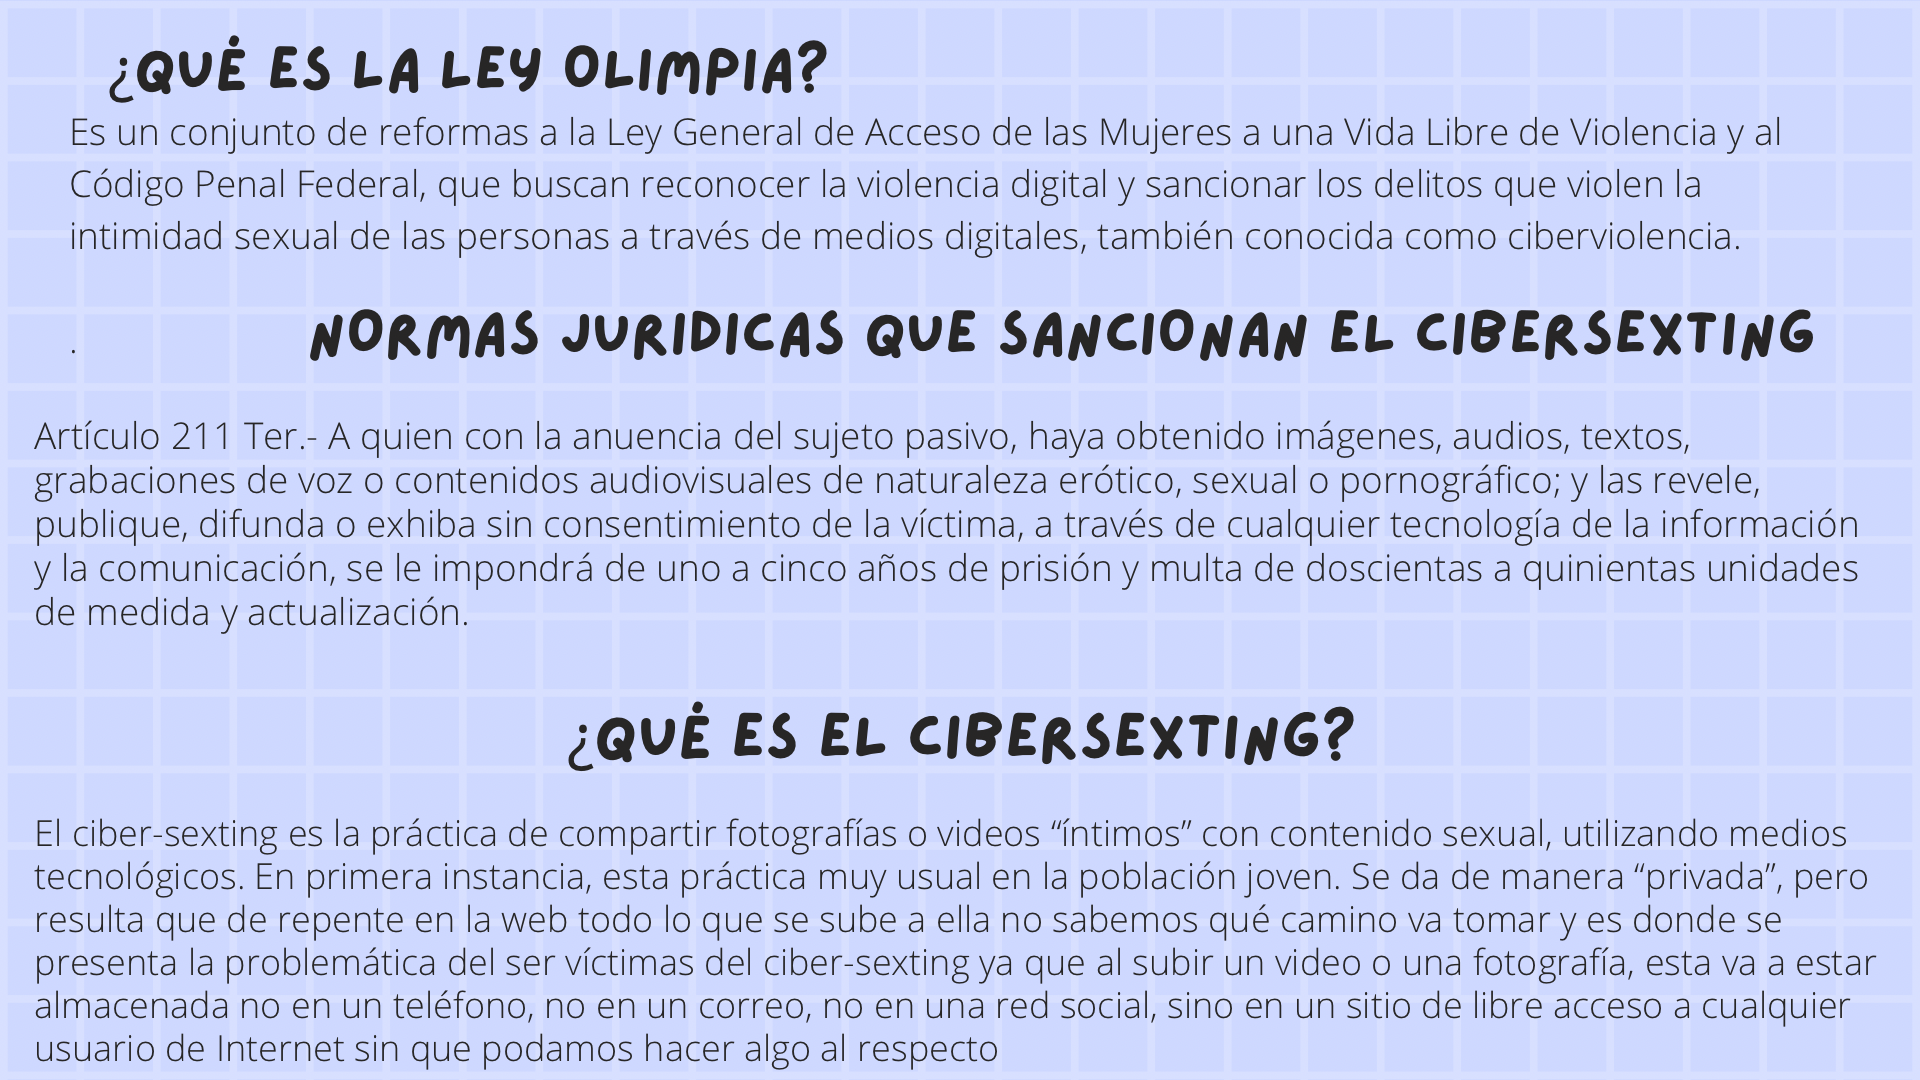 ¿QUÉ ES LA LEY OLIMPIA?
Es un conjunto de reformas a la Ley General de Acceso de las Mujeres a una Vida Libre de Violencia y al
Código Penal Federal, que buscan reconocer la violencia digital y sancionar los delitos que violen la
intimidad sexual de las personas a través de medios digitales, también conocida como ciberviolencia.
. NORMAS JURIDICAS QUE SANCIONAN EL CIBERSEXTING
Artículo 211 Ter.- A quien con la anuencia del sujeto pasivo, haya obtenido imágenes, audios, textos,
grabaciones de voz o contenidos audiovisuales de naturaleza erótico, sexual o pornográfico; y las revele,
publique, difunda o exhiba sin consentimiento de la víctima, a través de cualquier tecnología de la información
y la comunicación, se le impondrá de uno a cinco años de prisión y multa de doscientas a quinientas unidades
de medida y actualización.
¿QUÉ ES EL CIBERSEXTING?
El ciber-sexting es la práctica de compartir fotografías o videos “íntimos” con contenido sexual, utilizando medios
tecnológicos. En primera instancia, esta práctica muy usual en la población joven. Se da de manera “privada”, pero
resulta que de repente en la web todo lo que se sube a ella no sabemos qué camino va tomar y es donde se
presenta la problemática del ser víctimas del ciber-sexting ya que al subir un video o una fotografía, esta va a estar
almacenada no en un teléfono, no en un correo, no en una red social, sino en un sitio de libre acceso a cualquier
usuario de Internet sin que podamos hacer algo al respecto